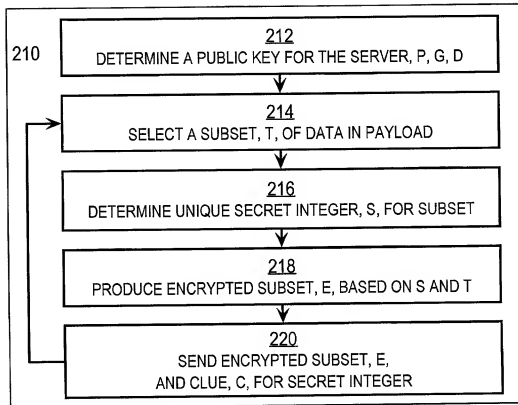 210
212
DETERMINE A PUBLIC KEY FOR THE SERVER, P, G, D
214
SELECT A SUBSET, T, OF DATA IN PAYLOAD
216
DETERMINE UNIQUE SECRET INTEGER, S, FOR SUBSET
218
PRODUCE ENCRYPTED SUBSET, E, BASED ON S AND T
220
SEND ENCRYPTED SUBSET, E,
AND CLUE, C, FOR SECRET INTEGER